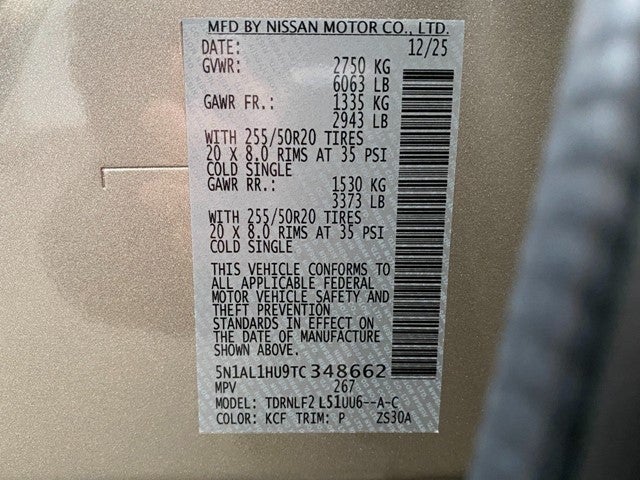 MFD BY NISSAN MOTOR CO., LTD.
DATE: 12/25
GVWR: 2750 KG
6063 LB
GAWR FR.: 1335 KG
2943 LB
WITH 255/50R20 TIRES
20 X 8.0 RIMS AT 35 PSI
COLD SINGLE
GAWR RR.: 1530 KG
3373 LB
WITH 255/50R20 TIRES
20 X 8.0 RIMS AT 35 PSI
COLD SINGLE
THIS VEHICLE CONFORMS TO
ALL APPLICABLE FEDERAL
MOTOR VEHICLE SAFETY AND
THEFT PREVENTION
STANDARDS IN EFFECT ON
THE DATE OF MANUFACTURE
SHOWN ABOVE.
5N1AL1HU9TC348662
MPV 267
MODEL: TDRNLF2 L51UU6--A-C
COLOR: KCF TRIM: P ZS30A